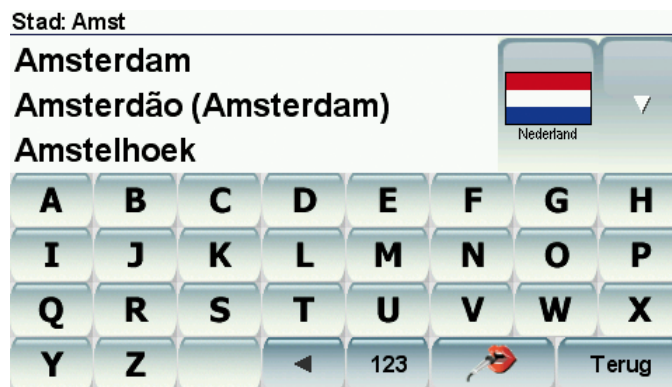 Stad: Amst
Amsterdam
Amsterdão (Amsterdam)
Amstelhoek
Nederland
A B C D E F G H
I J K L M N O P
Q R S T U V W X
Y Z 123 Terug